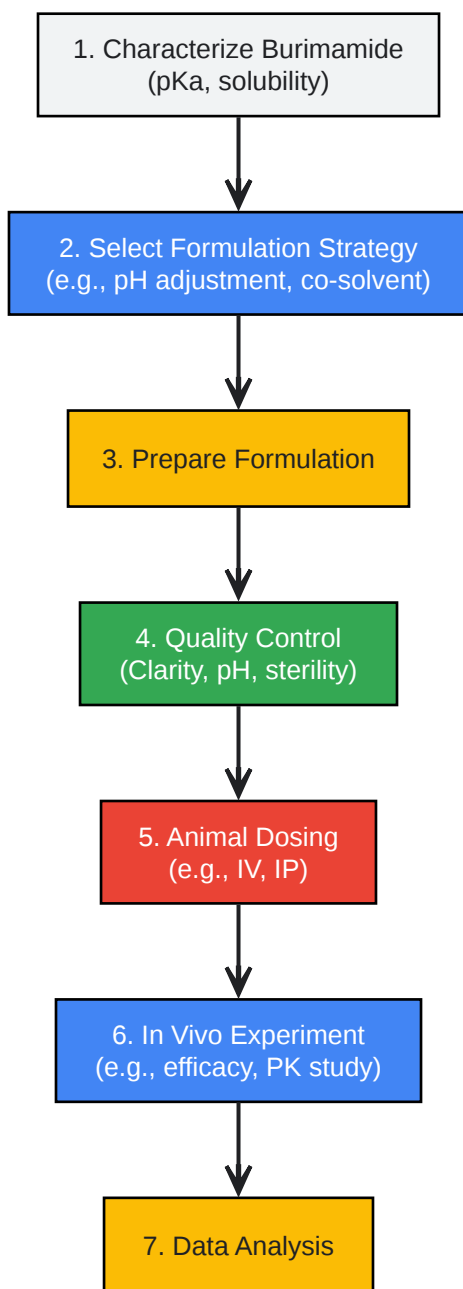 1. Characterize Burimamide
(pKa, solubility)
2. Select Formulation Strategy
(e.g., pH adjustment, co-solvent)
3. Prepare Formulation
4. Quality Control
(Clarity, pH, sterility)
5. Animal Dosing
(e.g., IV, IP)
6. In Vivo Experiment
(e.g., efficacy, PK study)
7. Data Analysis